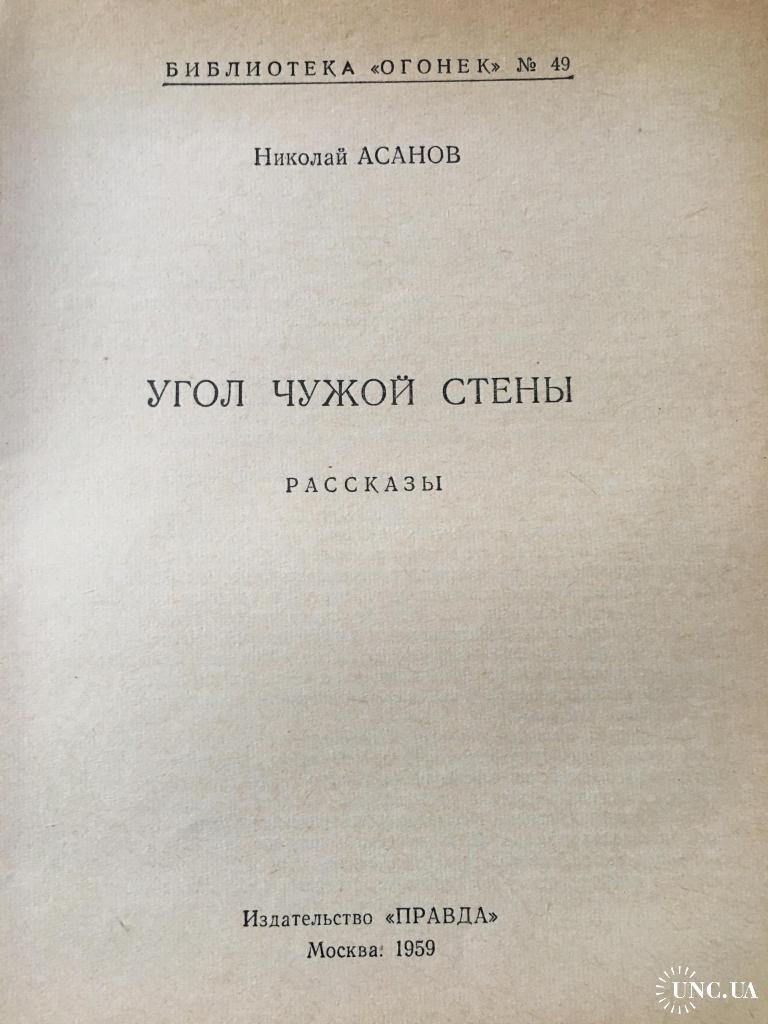 БИБЛИОТЕКА «ОГОНЕК» № 49
Николай АСАНОВ
УГОЛ ЧУЖОЙ СТЕНЫ
РАССКАЗЫ
Издательство «ПРАВДА»
Москва. 1959
UNC.UA